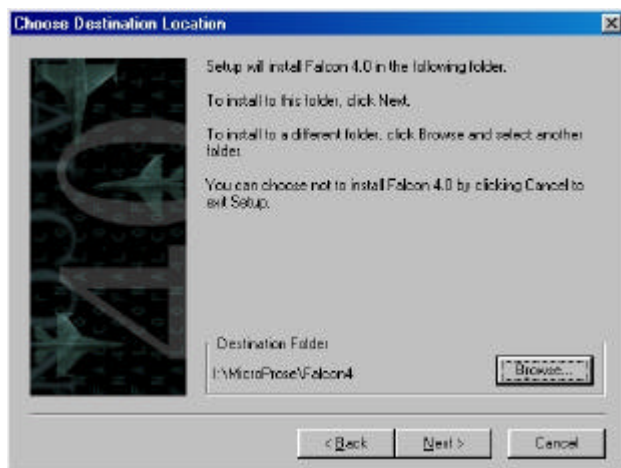 Choose Destination Location
Setup will install Falcon 4.0 in the following folder.
To install to this folder, click Next.
To install to a different folder, click Browse and select another
folder.
You can choose not to install Falcon 4.0 by clicking Cancel to
exit Setup.
4.0
Destination Folder
I:\MicroProse\Falcon4
Browse...
< Back
Next >
Cancel